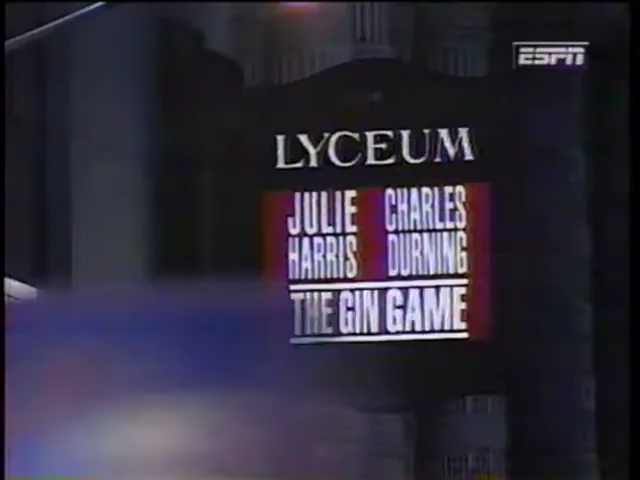 ESPN
LYCEUM
JULIE CHARLES
HARRIS DURNING
THE GIN GAME